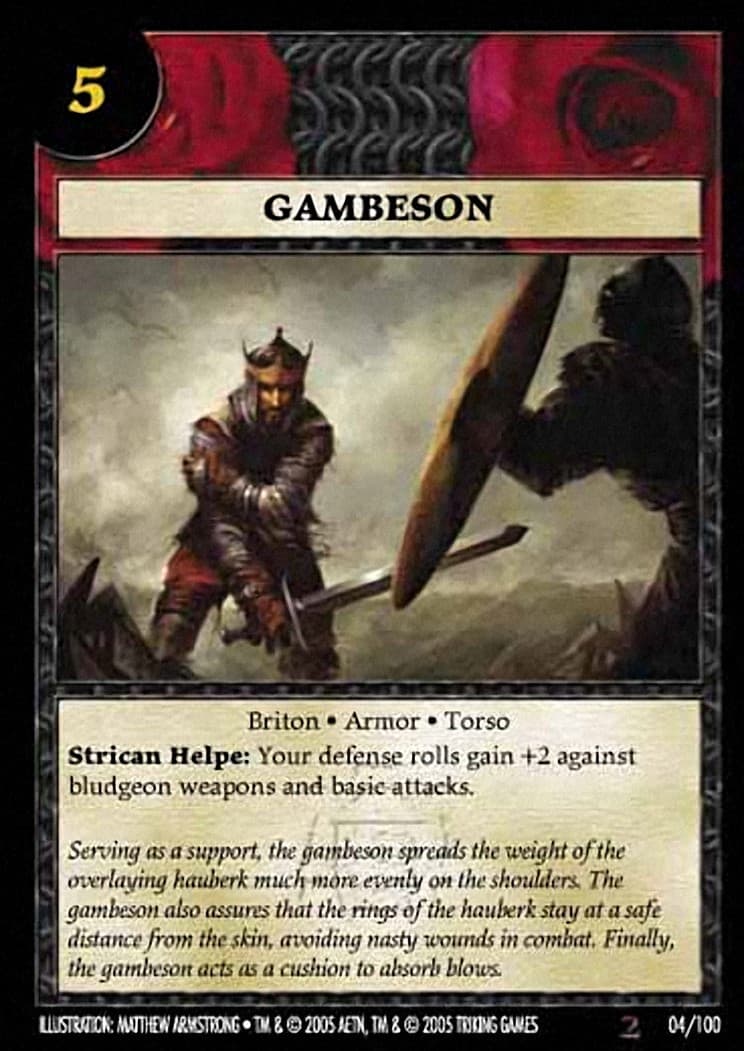 5
GAMBESON
Briton • Armor • Torso
Strican Helpe: Your defense rolls gain +2 against
bludgeon weapons and basic attacks.
Serving as a support, the gambeson spreads the weight of the
overlaying hauberk much more evenly on the shoulders. The
gambeson also assures that the rings of the hauberk stay at a safe
distance from the skin, avoiding nasty wounds in combat. Finally,
the gambeson acts as a cushion to absorb blows.
ILLUSTRATION: MATTHEW ARMSTRONG • TM & © 2005 AETN, TM & © 2005 TRIKING GAMES
2 04/100